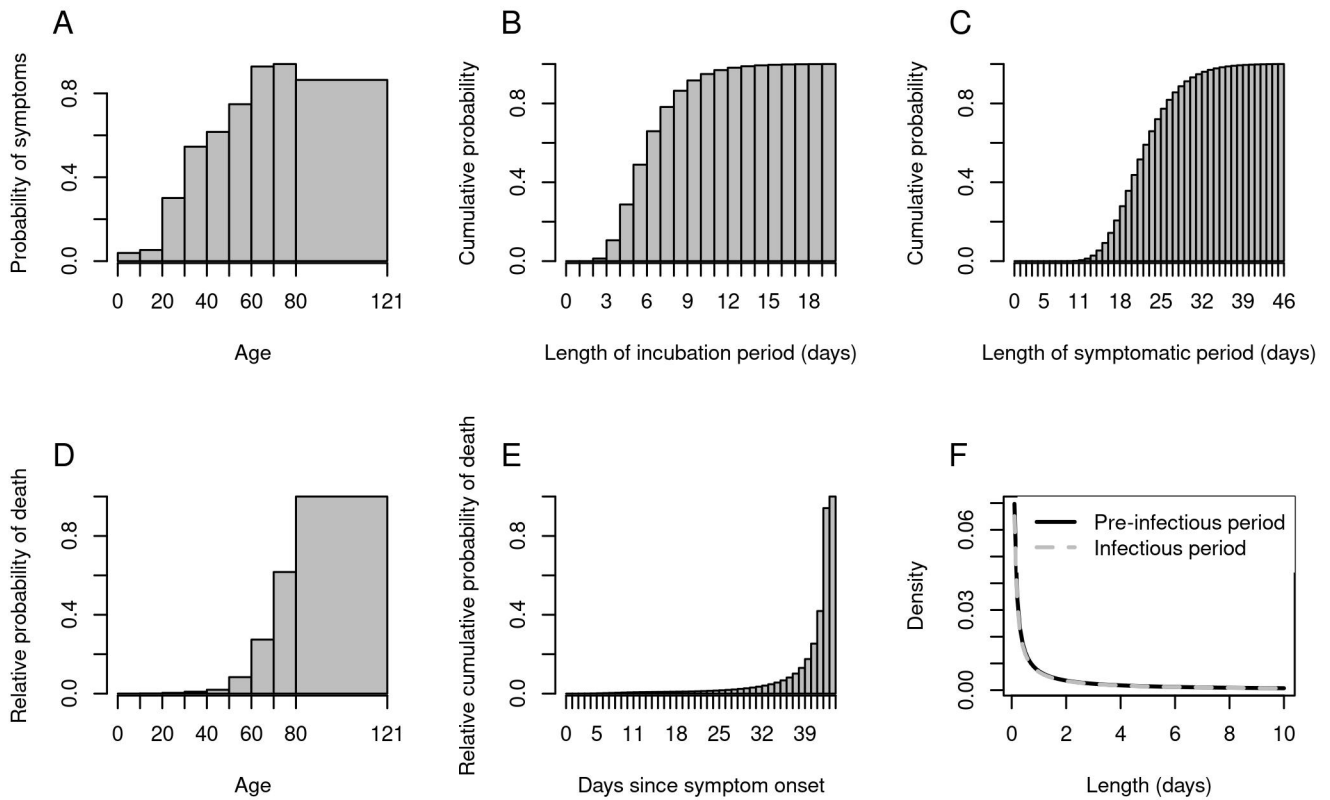 A
Probability of symptoms
0.0 0.4 0.8
0 20 40 60 80 121
Age
B
Cumulative probability
0.0 0.4 0.8
0 3 6 9 12 15 18
Length of incubation period (days)
C
Cumulative probability
0.0 0.4 0.8
0 5 11 18 25 32 39 46
Length of symptomatic period (days)
D
Relative probability of death
0.0 0.4 0.8
0 20 40 60 80 121
Age
E
Relative cumulative probability of death
0.0 0.4 0.8
0 5 11 18 25 32 39
Days since symptom onset
F
Density
0.00 0.03 0.06
Pre-infectious period
Infectious period
0 2 4 6 8 10
Length (days)